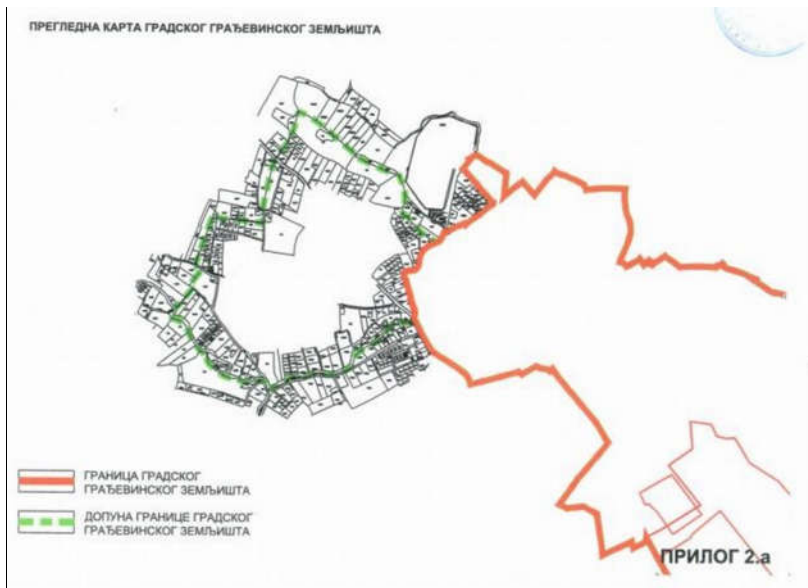 ПРЕГЛЕДНА КАРТА ГРАДСКОГ ГРАЂЕВИНСКОГ ЗЕМЉИШТА
ГРАНИЦА ГРАДСКОГ
ГРАЂЕВИНСКОГ ЗЕМЉИШТА
ДОПУНА ГРАНИЦЕ ГРАДСКОГ
ГРАЂЕВИНСКОГ ЗЕМЉИШТА
ПРИЛОГ 2.а